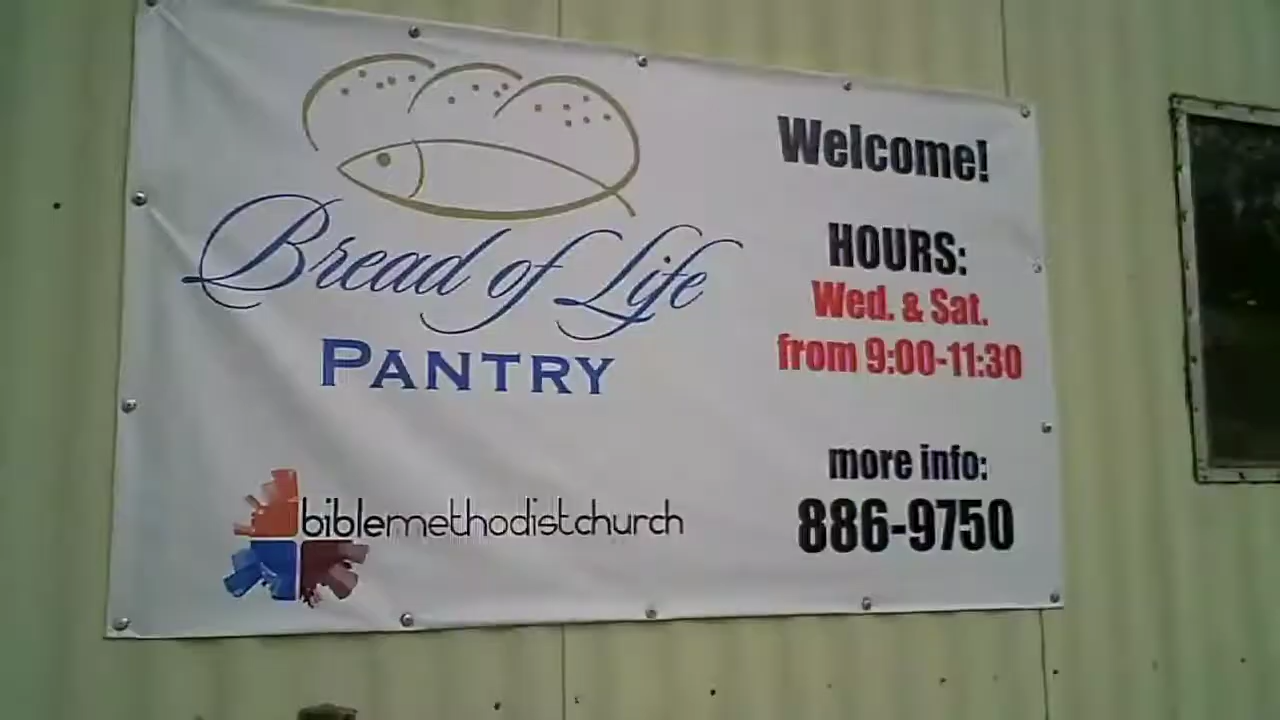 Bread of Life
PANTRY
biblemethodistchurch
Welcome!
HOURS:
Wed. & Sat.
from 9:00-11:30
more info:
886-9750